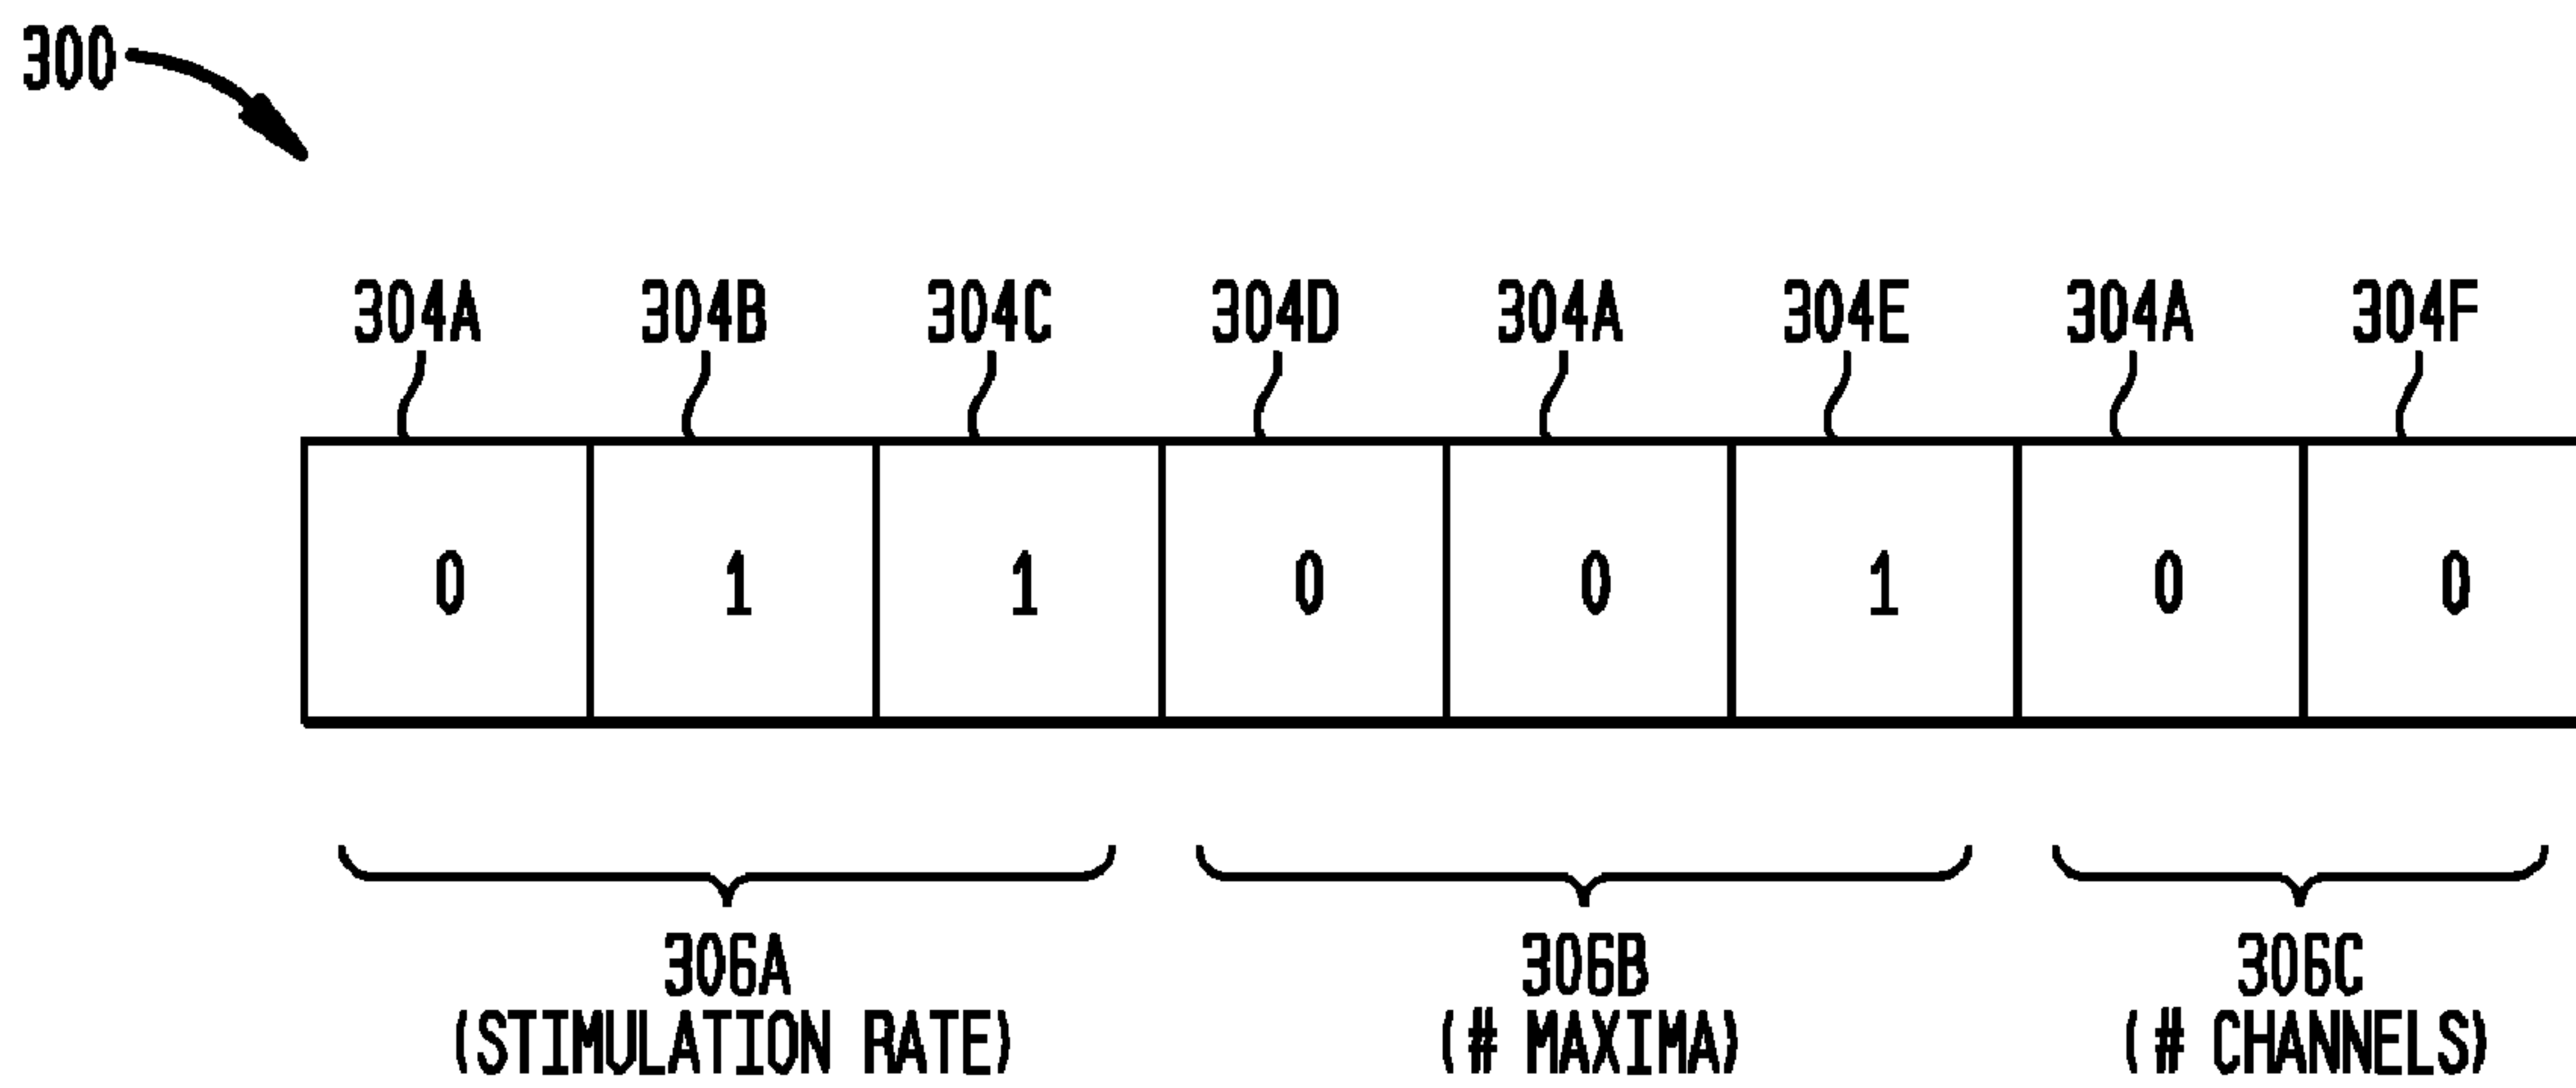 300
304A 304B 304C 304D 304A 304E 304A 304F
0 1 1 0 0 1 0 0
306A 306B 306C
(STIMULATION RATE) (# MAXIMA) (# CHANNELS)